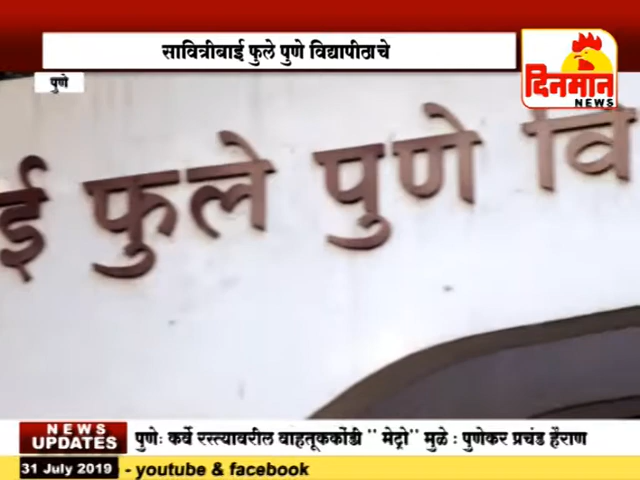 सावित्रीबाई फुले पुणे विद्यापीठाचे
दिनमान
NEWS
पुणे
ई फुले पुणे वि
NEWS
UPDATES
पुणेः कर्वे रस्त्यावरील वाहतूककोंडी " मेट्रो" मुळे : पुणेकर प्रचंड हैराण
31 July 2019 - youtube & facebook